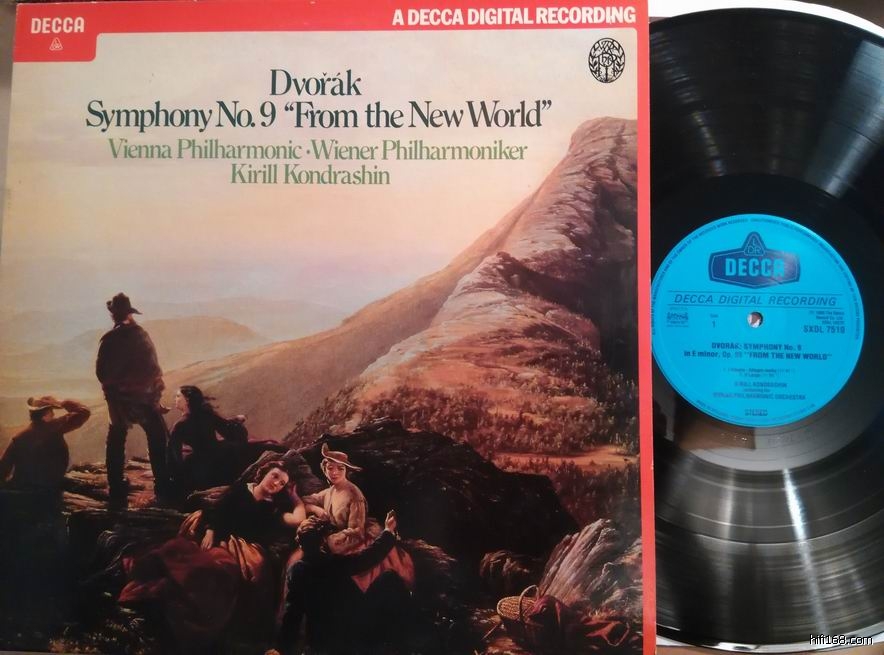 DECCA
A DECCA DIGITAL RECORDING
Dvořák
Symphony No. 9 "From the New World"
Vienna Philharmonic · Wiener Philharmoniker
Kirill Kondrashin
DECCA
DECCA DIGITAL RECORDING
1
SXDL 7510
DVOŘÁK: SYMPHONY No. 9
in E minor, Op. 95 "FROM THE NEW WORLD"
KIRILL KONDRASHIN
conducting the
VIENNA PHILHARMONIC ORCHESTRA
STEREO
hifi168.com